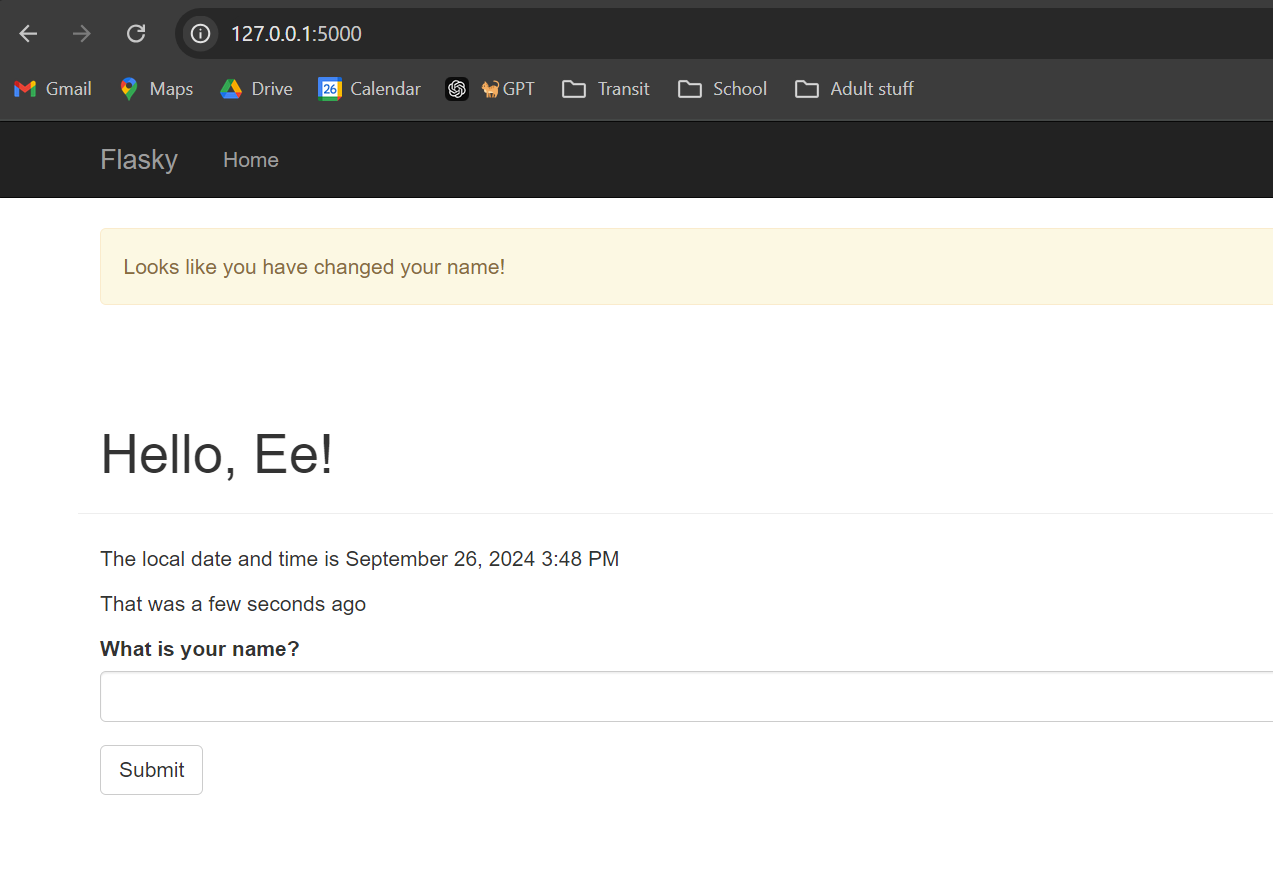 127.0.0.1:5000
Gmail Maps Drive 26 Calendar 🐈GPT Transit School Adult stuff
Flasky Home
Looks like you have changed your name!
Hello, Ee!
The local date and time is September 26, 2024 3:48 PM
That was a few seconds ago
What is your name?
Submit